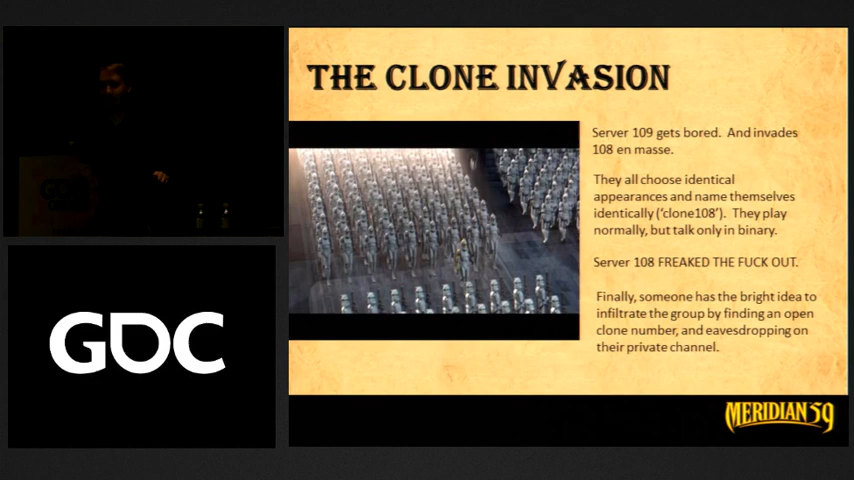 THE CLONE INVASION
Server 109 gets bored. And invades
108 en masse.
They all choose identical
appearances and name themselves
identically ('clone108'). They play
normally, but talk only in binary.
Server 108 FREAKED THE FUCK OUT.
Finally, someone has the bright idea to
infiltrate the group by finding an open
clone number, and eavesdropping on
their private channel.
GDC
MERIDIAN 59